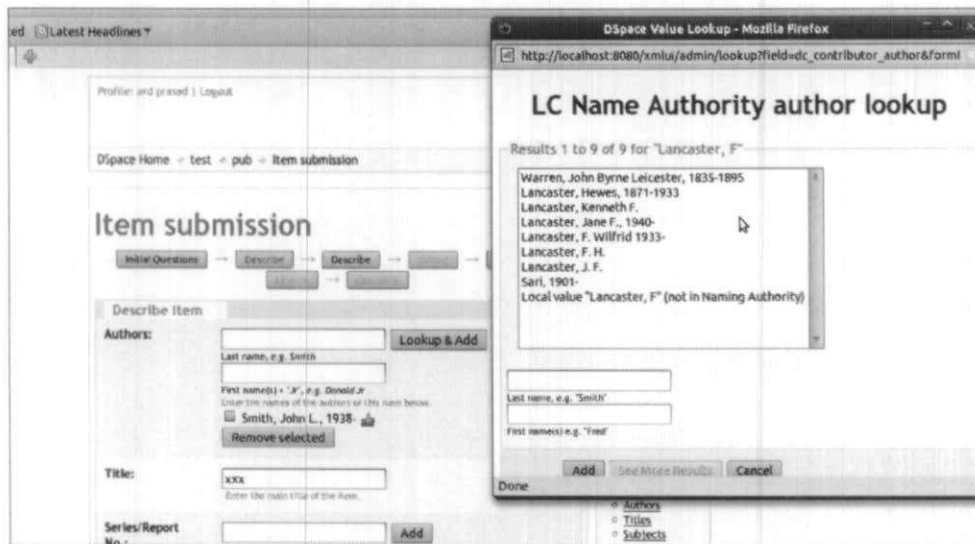 ed Latest Headlines ▾
Profile: ard prasad | Logout
DSpace Home → test → pub → Item submission
Item submission
Initial Questions → Describe → Describe →
Describe Item
Authors:
Lookup & Add
Last name, e.g. Smith
First name(s) + "Jr", e.g. Donald Jr
Enter the names of the authors of this item below.
Smith, John L., 1938-
Remove selected
Title:
xxx
Enter the main title of the item.
Series/Report
No.:
Add
DSpace Value Lookup - Mozilla Firefox
http://localhost:8080/xmlui/admin/lookup?field=dc_contributor_author&formI
LC Name Authority author lookup
Results 1 to 9 of 9 for "Lancaster, F"
Warren, John Byrne Leicester, 1835-1895
Lancaster, Hewes, 1871-1933
Lancaster, Kenneth F.
Lancaster, Jane F., 1940-
Lancaster, F. Wilfrid 1933-
Lancaster, F. H.
Lancaster, J. F.
Sari, 1901-
Local value "Lancaster, F" (not in Naming Authority)
Last name, e.g. "Smith"
First name(s) e.g. "Fred"
Add See More Results Cancel
Done
Authors
Titles
Subjects